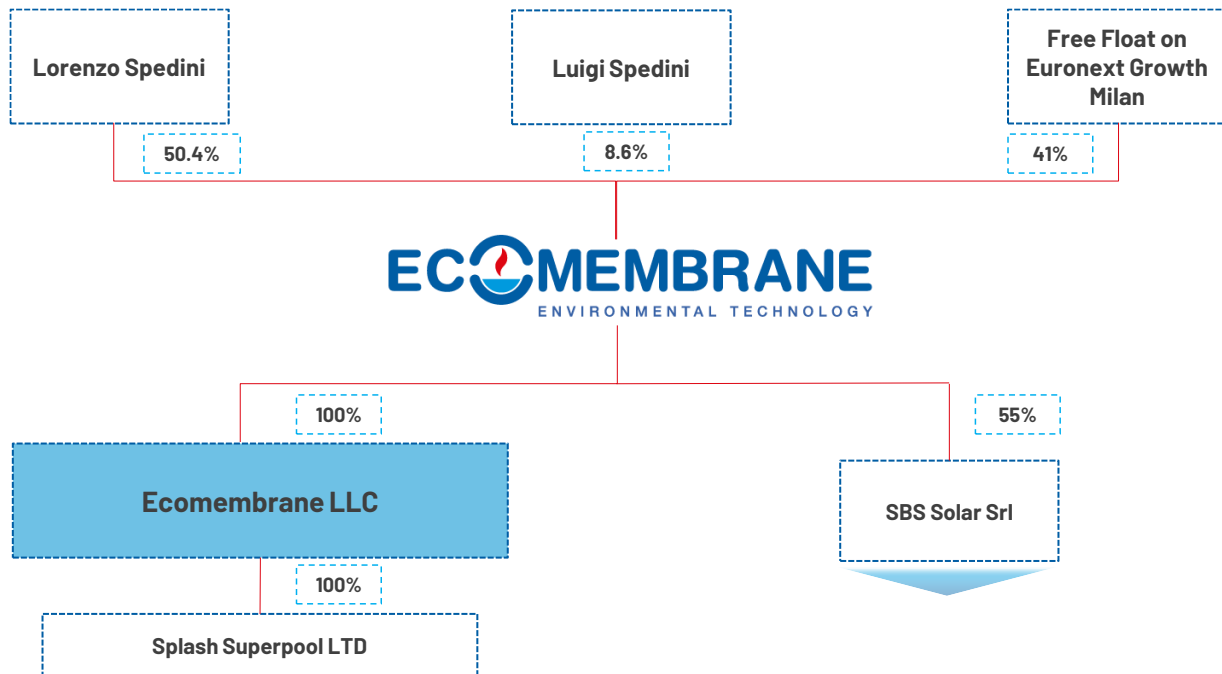 Lorenzo Spedini
Luigi Spedini
Free Float on
Euronext Growth
Milan
50.4%
8.6%
41%
ECOMEMBRANE
ENVIRONMENTAL TECHNOLOGY
100%
55%
Ecomembrane LLC
SBS Solar Srl
100%
Splash Superpool LTD